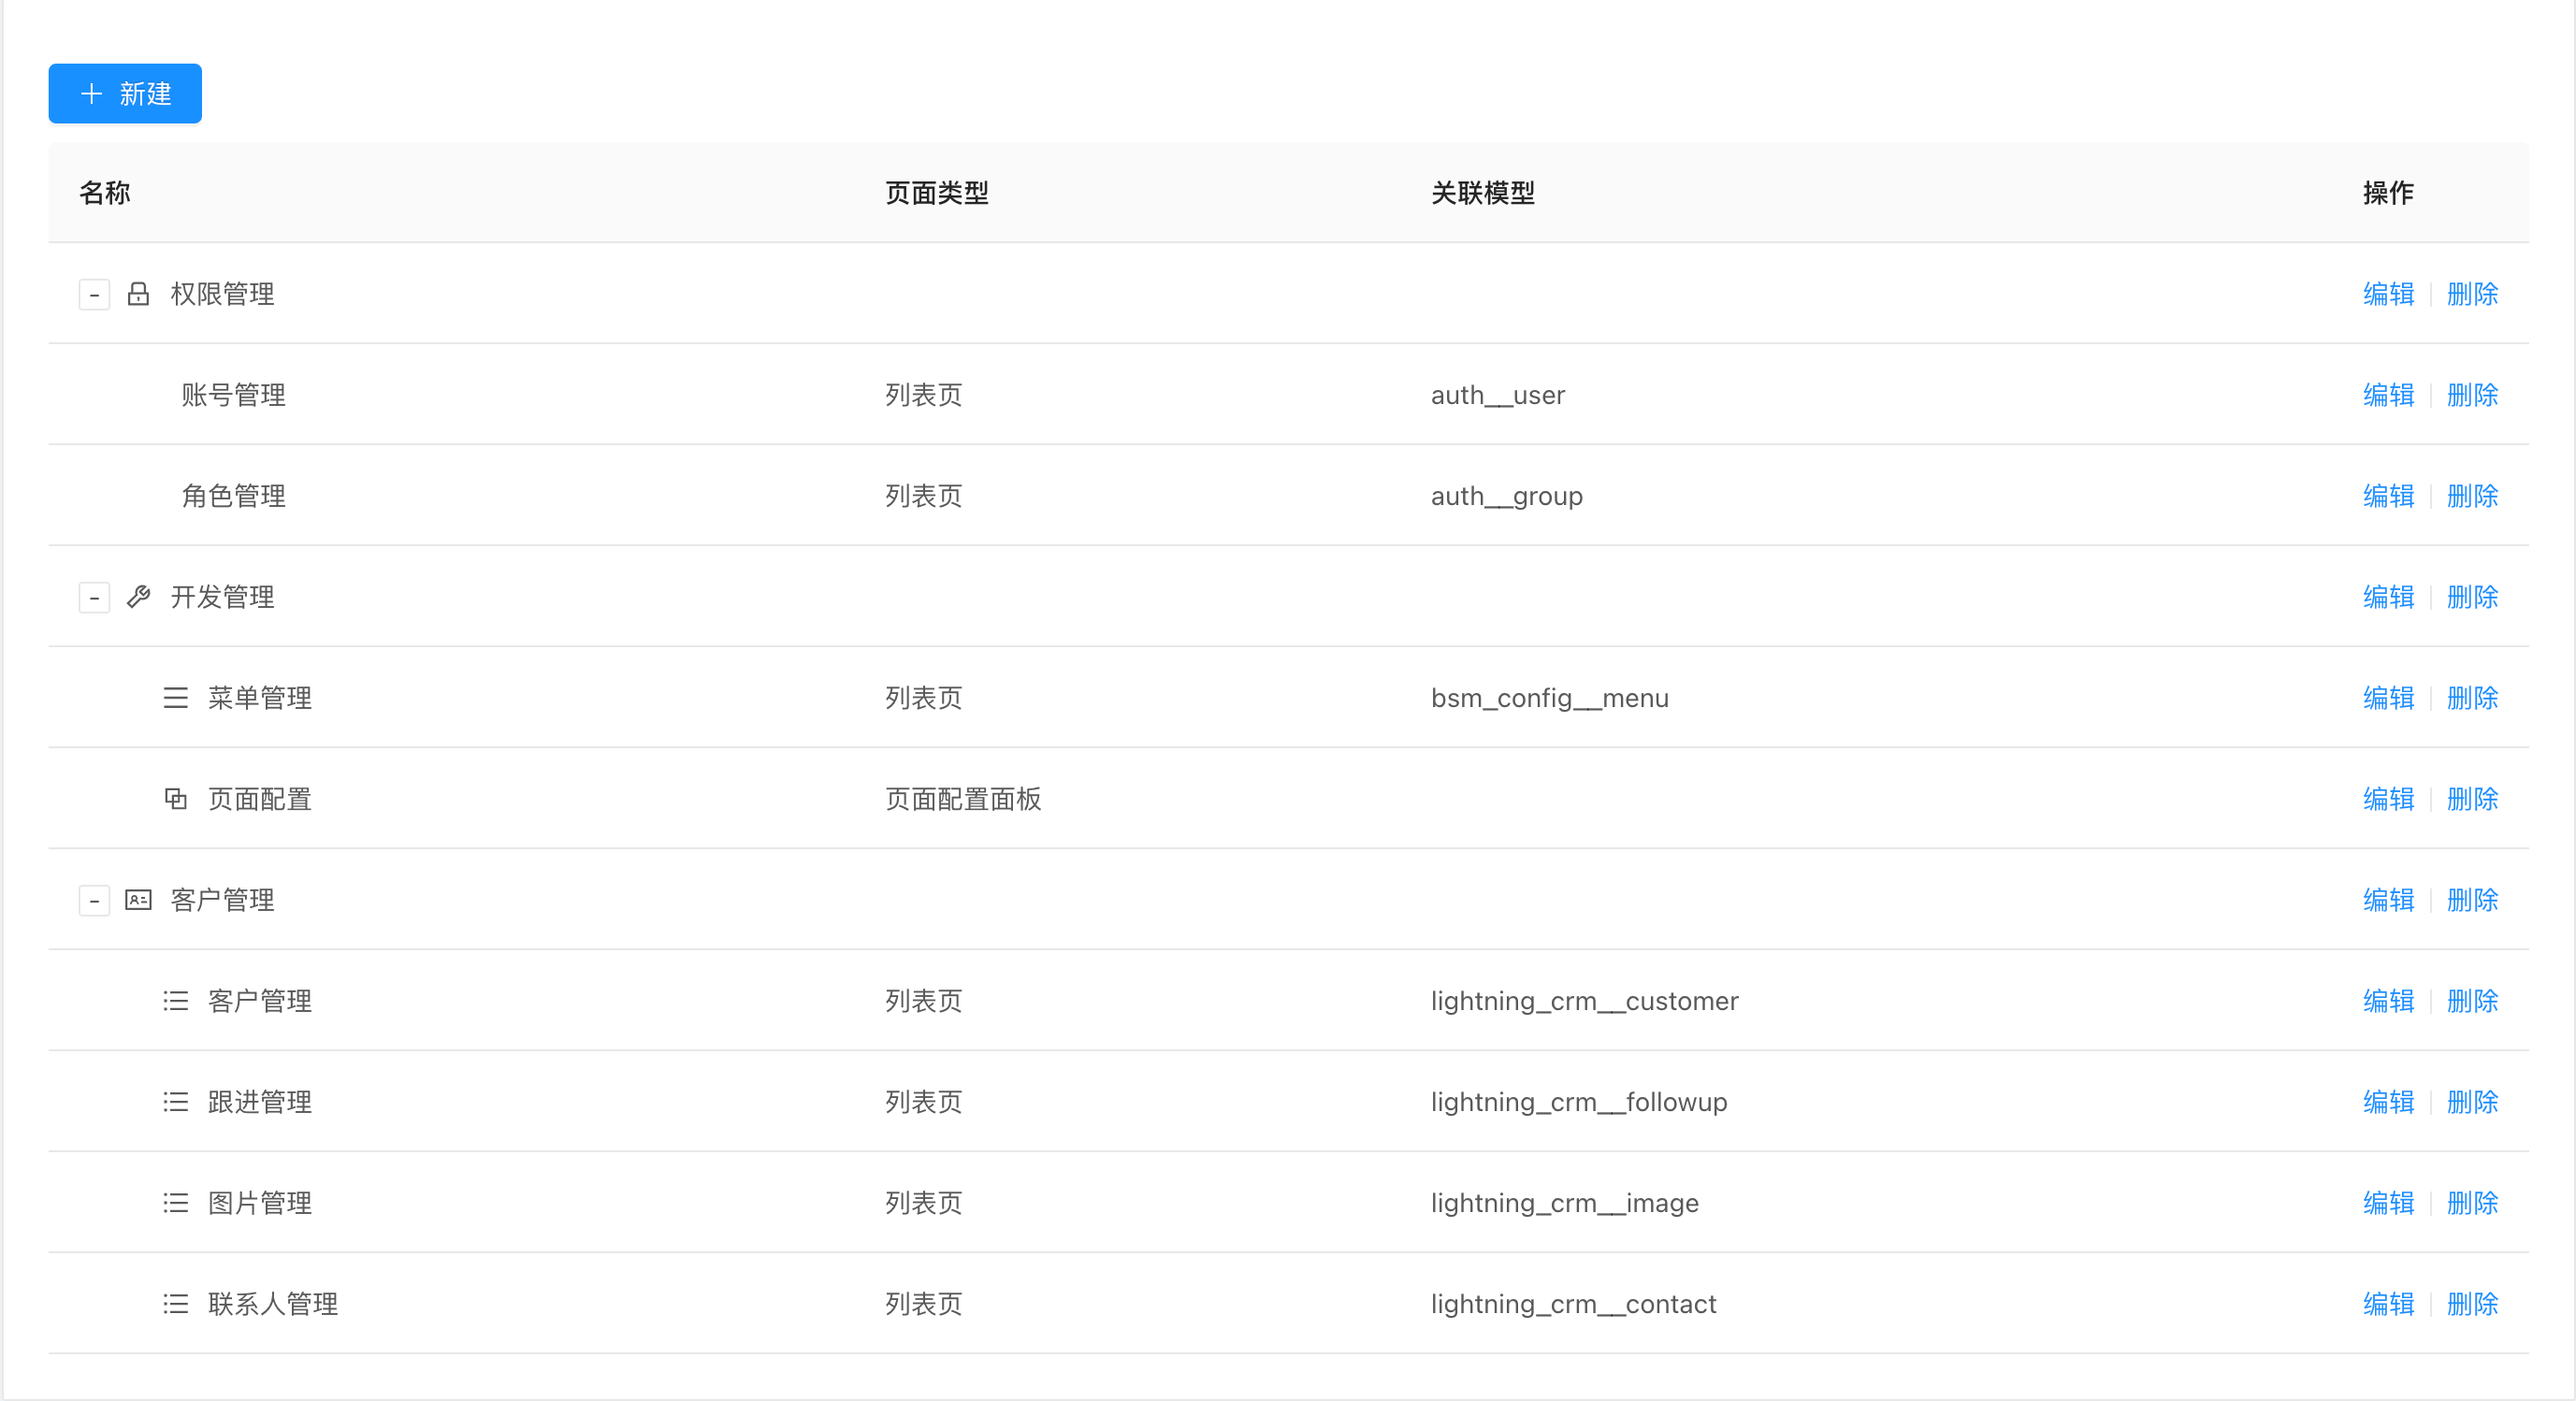 新建
名称 页面类型 关联模型 操作
权限管理 编辑 删除
账号管理 列表页 auth__user 编辑 删除
角色管理 列表页 auth__group 编辑 删除
开发管理 编辑 删除
菜单管理 列表页 bsm_config__menu 编辑 删除
页面配置 页面配置面板 编辑 删除
客户管理 编辑 删除
客户管理 列表页 lightning_crm__customer 编辑 删除
跟进管理 列表页 lightning_crm__followup 编辑 删除
图片管理 列表页 lightning_crm__image 编辑 删除
联系人管理 列表页 lightning_crm__contact 编辑 删除